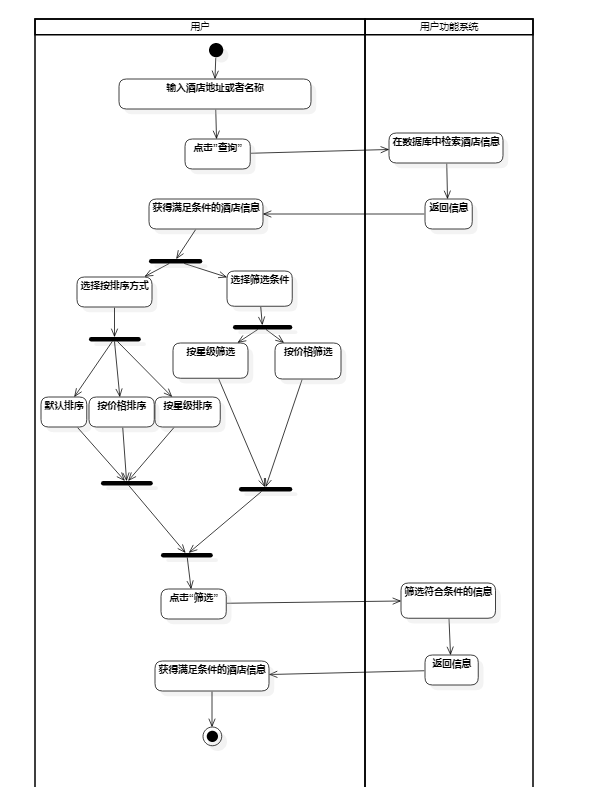 用户
用户功能系统
输入酒店地址或者名称
点击"查询"
在数据库中检索酒店信息
获得满足条件的酒店信息
返回信息
选择按排序方式
选择筛选条件
按星级筛选
按价格筛选
默认排序
按价格排序
按星级排序
点击“筛选”
筛选符合条件的信息
获得满足条件的酒店信息
返回信息